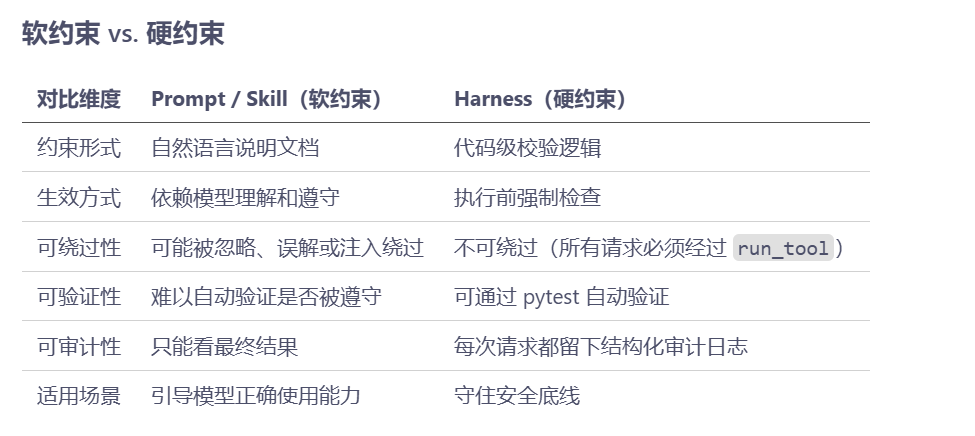 软约束 vs. 硬约束
对比维度 Prompt / Skill（软约束） Harness（硬约束）
约束形式 自然语言说明文档 代码级校验逻辑
生效方式 依赖模型理解和遵守 执行前强制检查
可绕过性 可能被忽略、误解或注入绕过 不可绕过（所有请求必须经过 run_tool）
可验证性 难以自动验证是否被遵守 可通过 pytest 自动验证
可审计性 只能看最终结果 每次请求都留下结构化审计日志
适用场景 引导模型正确使用能力 守住安全底线